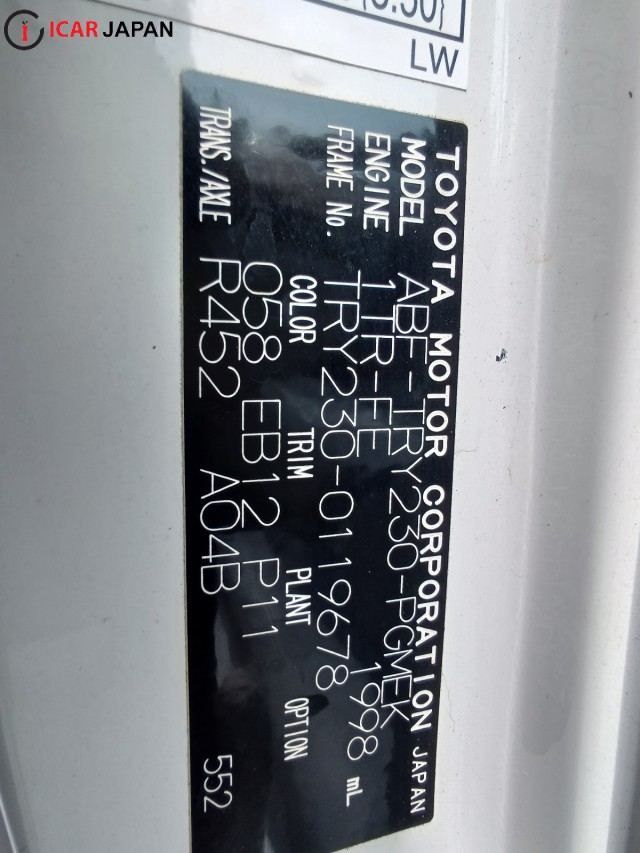 ICAR JAPAN
LW
TOYOTA MOTOR CORPORATION JAPAN
MODEL ABF-TRY230-PGMEK
ENGINE 1TR-FE 1998 mL
FRAME No. TRY230-0119678
COLOR TRIM PLANT OPTION
058 EB12 P11
TRANS./AXLE R452 A04B 552